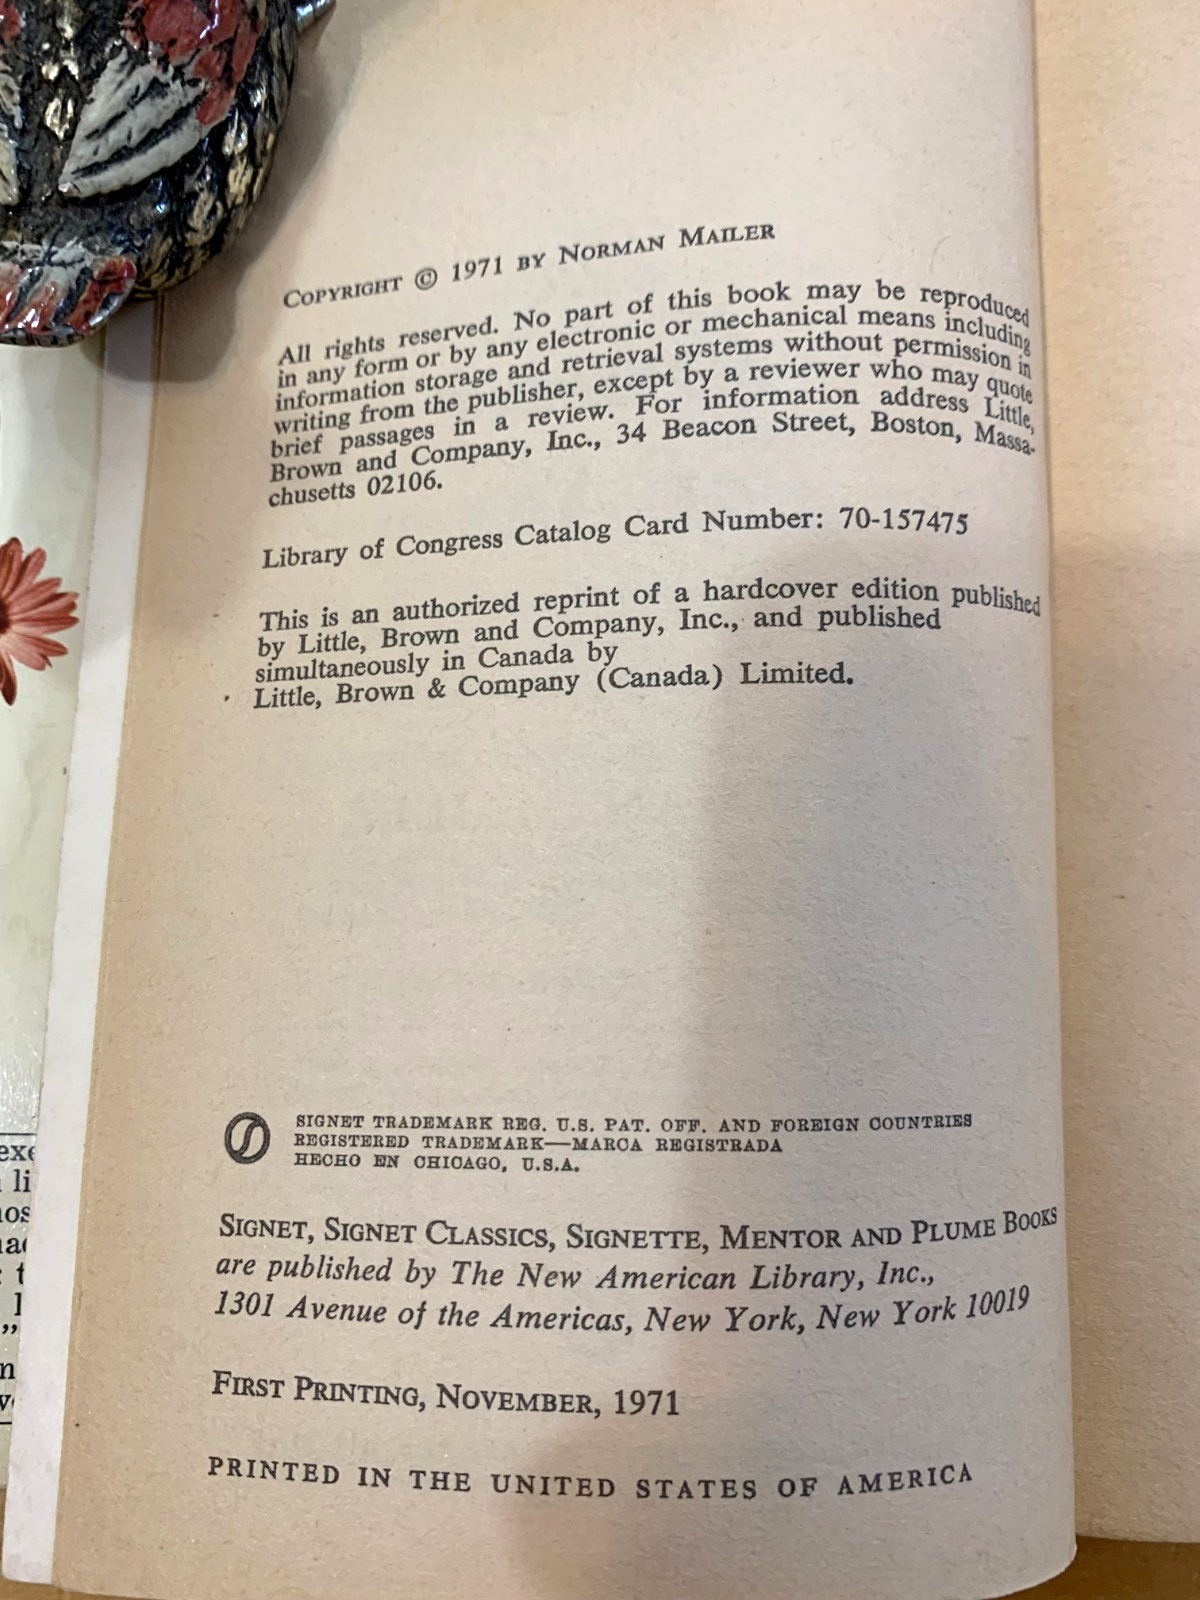 COPYRIGHT © 1971 BY NORMAN MAILER
All rights reserved. No part of this book may be reproduced
in any form or by any electronic or mechanical means including
information storage and retrieval systems without permission in
writing from the publisher, except by a reviewer who may quote
brief passages in a review. For information address Little,
Brown and Company, Inc., 34 Beacon Street, Boston, Massa-
chusetts 02106.
Library of Congress Catalog Card Number: 70-157475
This is an authorized reprint of a hardcover edition published
by Little, Brown and Company, Inc., and published
simultaneously in Canada by
Little, Brown & Company (Canada) Limited.
SIGNET TRADEMARK REG. U.S. PAT. OFF. AND FOREIGN COUNTRIES
REGISTERED TRADEMARK—MARCA REGISTRADA
HECHO EN CHICAGO, U.S.A.
SIGNET, SIGNET CLASSICS, SIGNETTE, MENTOR AND PLUME BOOKS
are published by The New American Library, Inc.,
1301 Avenue of the Americas, New York, New York 10019
FIRST PRINTING, NOVEMBER, 1971
PRINTED IN THE UNITED STATES OF AMERICA